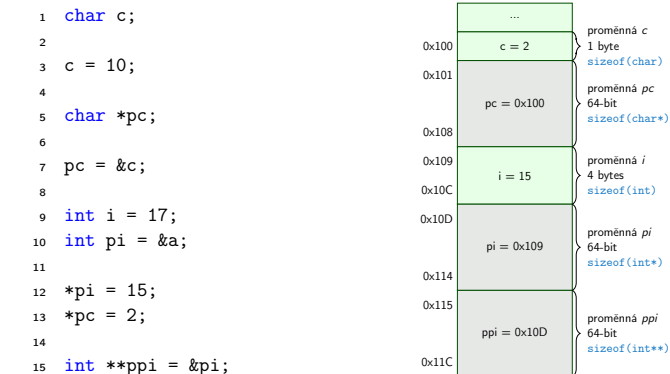 1 char c;
2
3 c = 10;
4
5 char *pc;
6
7 pc = &c;
8
9 int i = 17;
10 int pi = &a;
11
12 *pi = 15;
13 *pc = 2;
14
15 int **ppi = &pi;
...
0x100
c = 2
proměnná c
1 byte
sizeof(char)
0x101
pc = 0x100
0x108
proměnná pc
64-bit
sizeof(char*)
0x109
i = 15
0x10C
proměnná i
4 bytes
sizeof(int)
0x10D
pi = 0x109
0x114
proměnná pi
64-bit
sizeof(int*)
0x115
ppi = 0x10D
0x11C
proměnná ppi
64-bit
sizeof(int**)